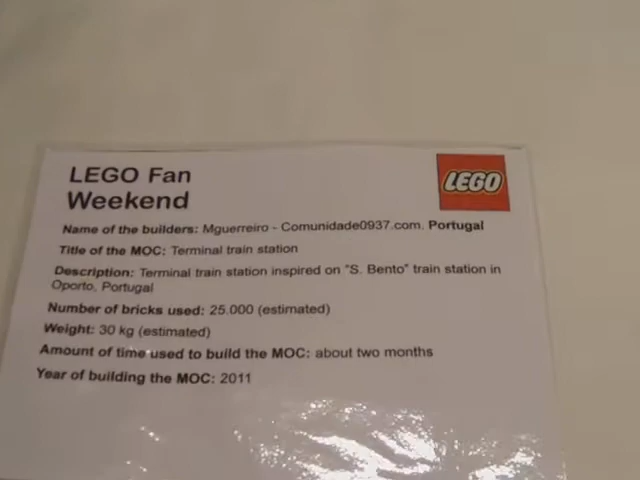 LEGO Fan
Weekend
LEGO
Name of the builders: Mguerreiro - Comunidade0937.com. Portugal
Title of the MOC: Terminal train station
Description: Terminal train station inspired on "S. Bento" train station in
Oporto, Portugal
Number of bricks used: 25.000 (estimated)
Weight: 30 kg (estimated)
Amount of time used to build the MOC: about two months
Year of building the MOC: 2011